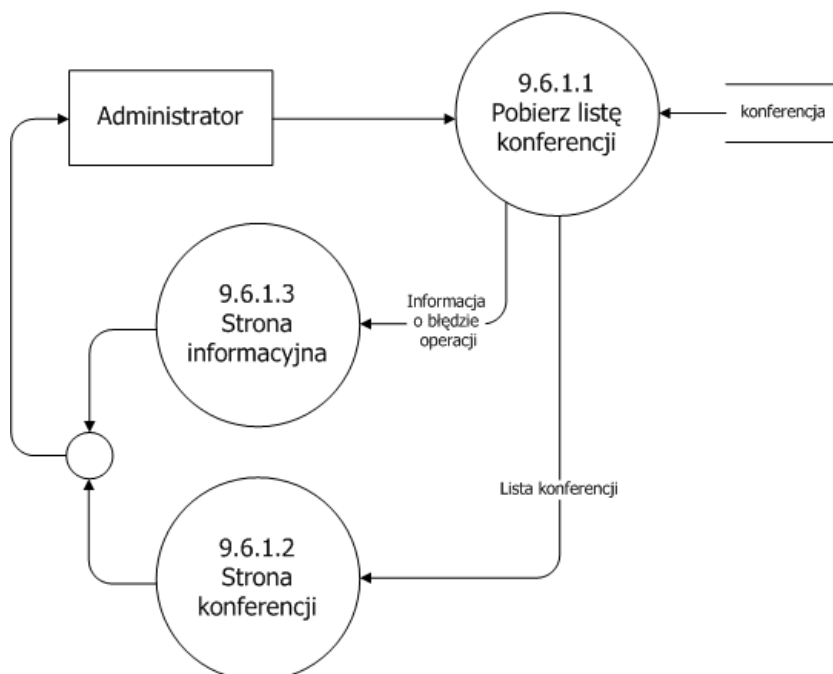 9.6.1.1
Pobierz listę
konferencji
Administrator
konferencja
9.6.1.3
Strona
informacyjna
Informacja
o błędzie
operacji
Lista konferencji
9.6.1.2
Strona
konferencji